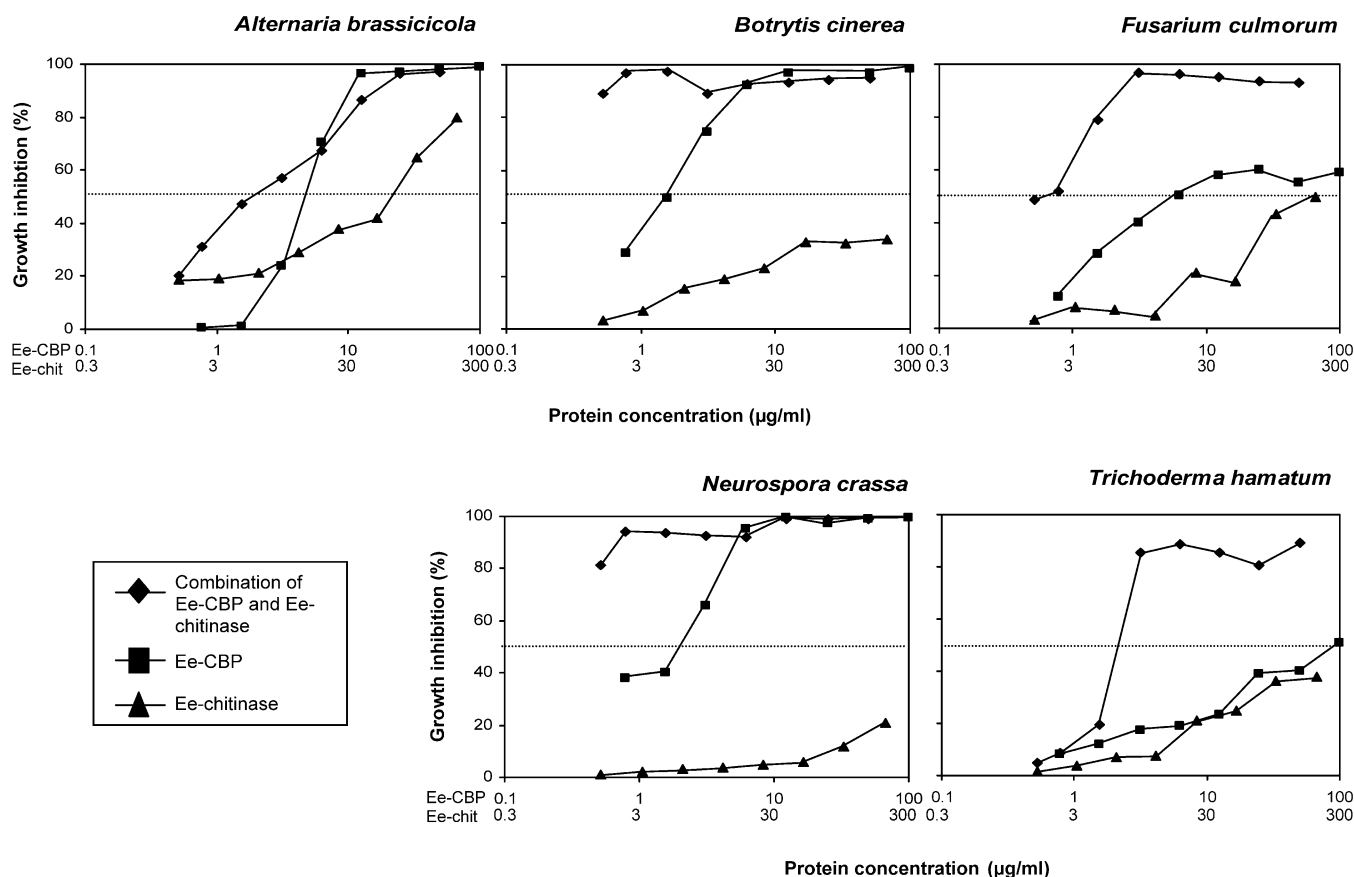 Alternaria brassicicola
Botrytis cinerea
Fusarium culmorum
Growth inhibtion (%)
100
80
60
40
20
0
Ee-CBP 0.1 1 10 100
Ee-chit 0.3 3 30 300
0.1 1 10 100
0.3 3 30 300
0.1 1 10 100
0.3 3 30 300
Protein concentration (µg/ml)
Neurospora crassa
Trichoderma hamatum
Growth inhibition (%)
100
80
60
40
20
0
Ee-CBP 0.1 1 10 100
Ee-chit 0.3 3 30 300
0.1 1 10 100
0.3 3 30 300
Protein concentration (µg/ml)
Combination of
Ee-CBP and Ee-
chitinase
Ee-CBP
Ee-chitinase